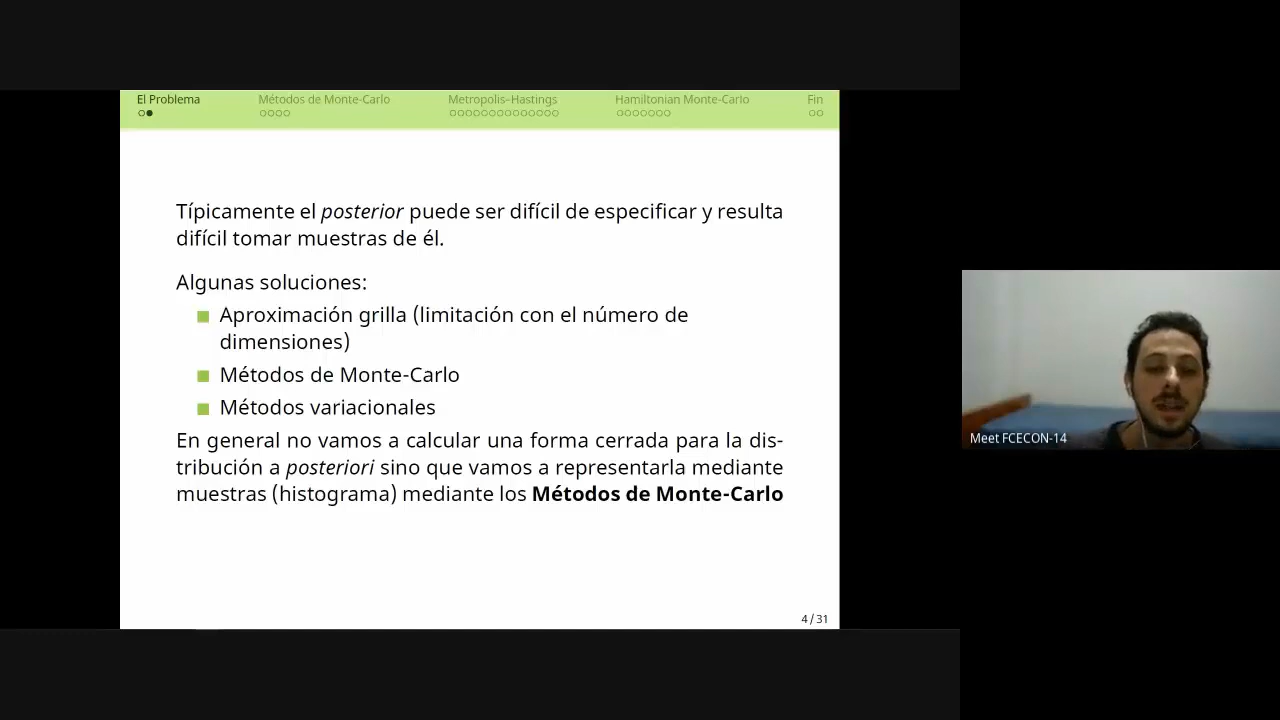 El Problema
Métodos de Monte-Carlo
Metropolis–Hastings
Hamiltonian Monte-Carlo
Fin
Típicamente el posterior puede ser difícil de especificar y resulta
difícil tomar muestras de él.
Algunas soluciones:
Aproximación grilla (limitación con el número de
dimensiones)
Métodos de Monte-Carlo
Métodos variacionales
En general no vamos a calcular una forma cerrada para la dis-
tribución a posteriori sino que vamos a representarla mediante
muestras (histograma) mediante los Métodos de Monte-Carlo
4 / 31
Meet FCECON-14